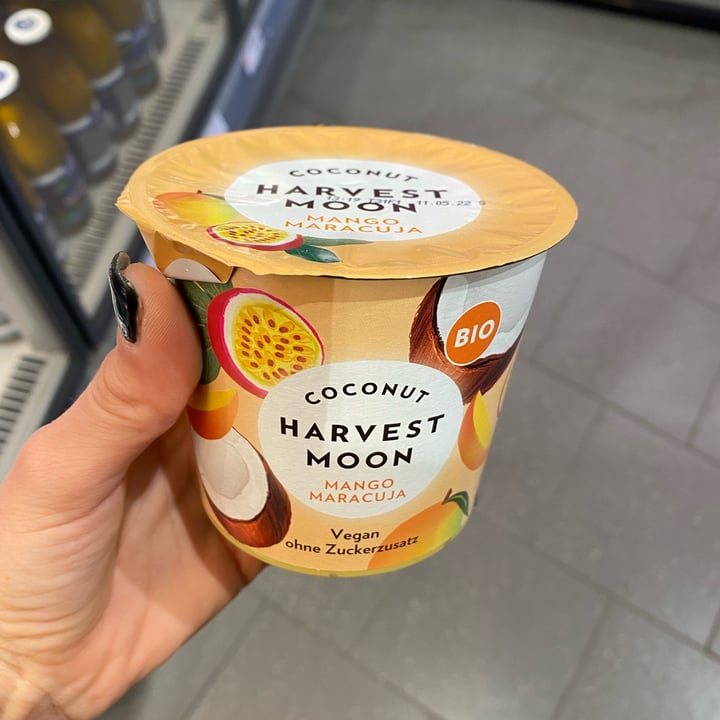 COCONUT
HARVEST
MOON
11.05.22
MANGO
MARACUJA
BIO
COCONUT
HARVEST
MOON
MANGO
MARACUJA
Vegan
ohne Zuckerzusatz